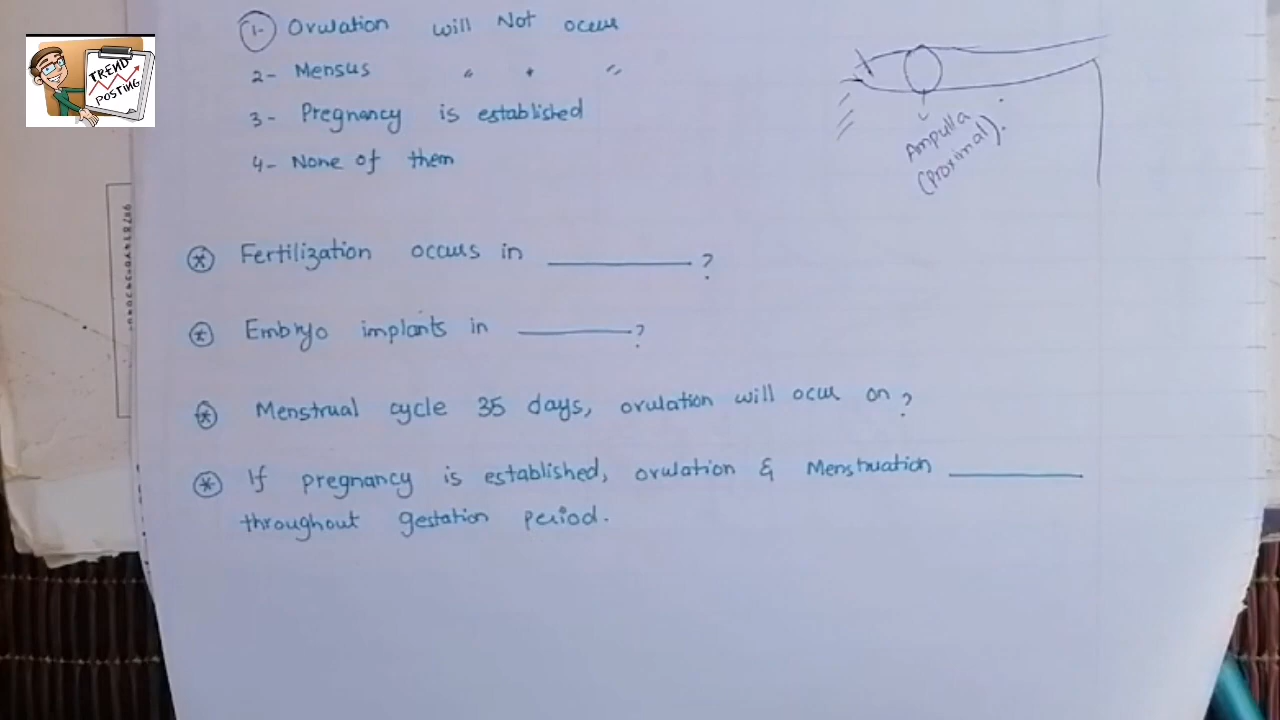 1- Ovulation will Not occur
2- Mensus " " "
3- Pregnancy is established
4- None of them
Ampulla
(Proximal).
* Fertilization occurs in ________?
* Embryo implants in ________?
* Menstrual cycle 35 days, ovulation will ocur on?
* If pregnancy is established, ovulation & Menstruation ________
throughout gestation period.
TREND
POSTING